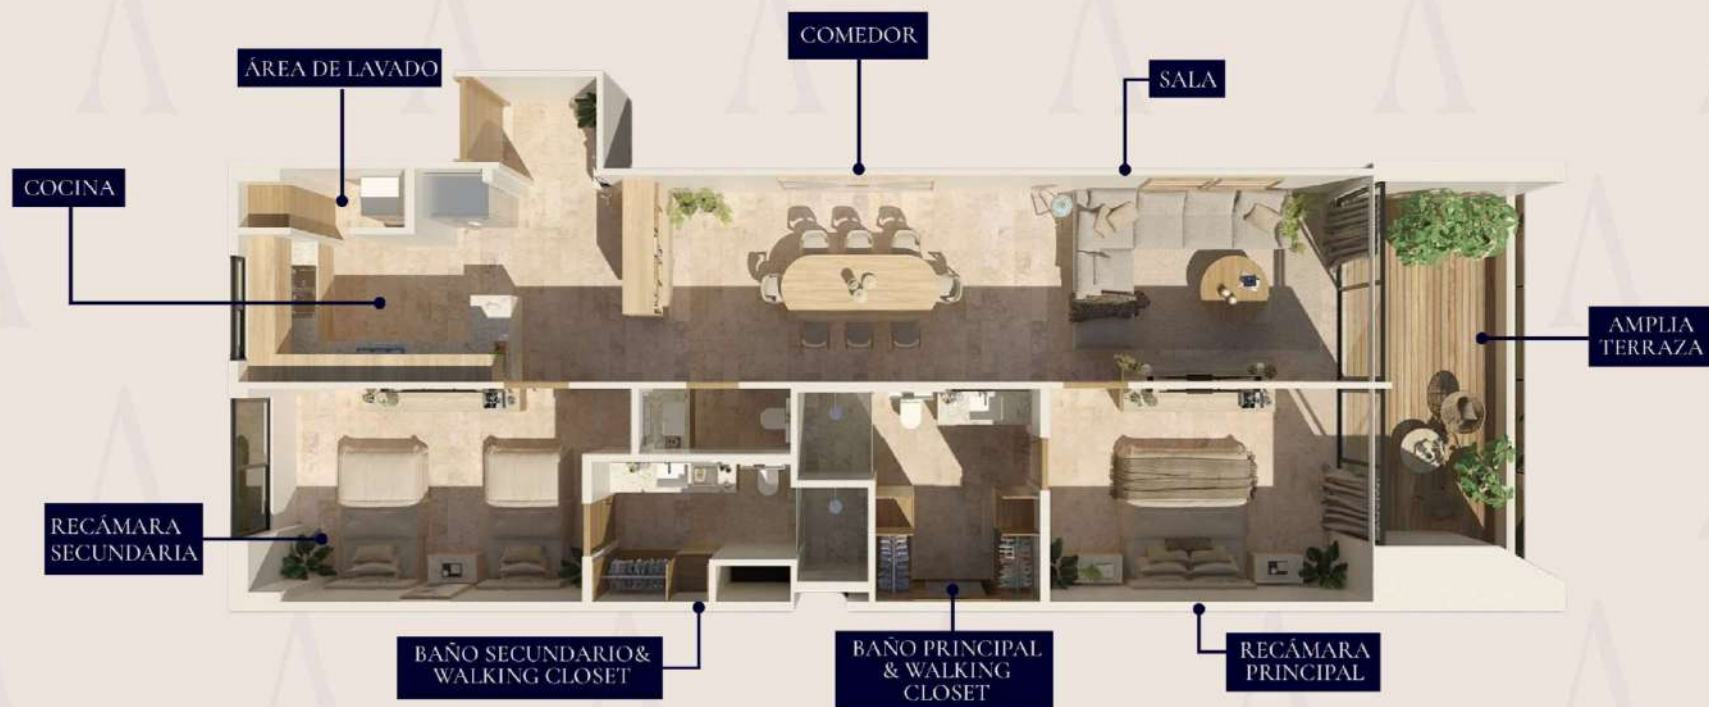 COMEDOR
ÁREA DE LAVADO
SALA
COCINA
AMPLIA
TERRAZA
RECÁMARA
SECUNDARIA
BAÑO SECUNDARIO&
WALKING CLOSET
BAÑO PRINCIPAL
& WALKING
CLOSET
RECÁMARA
PRINCIPAL